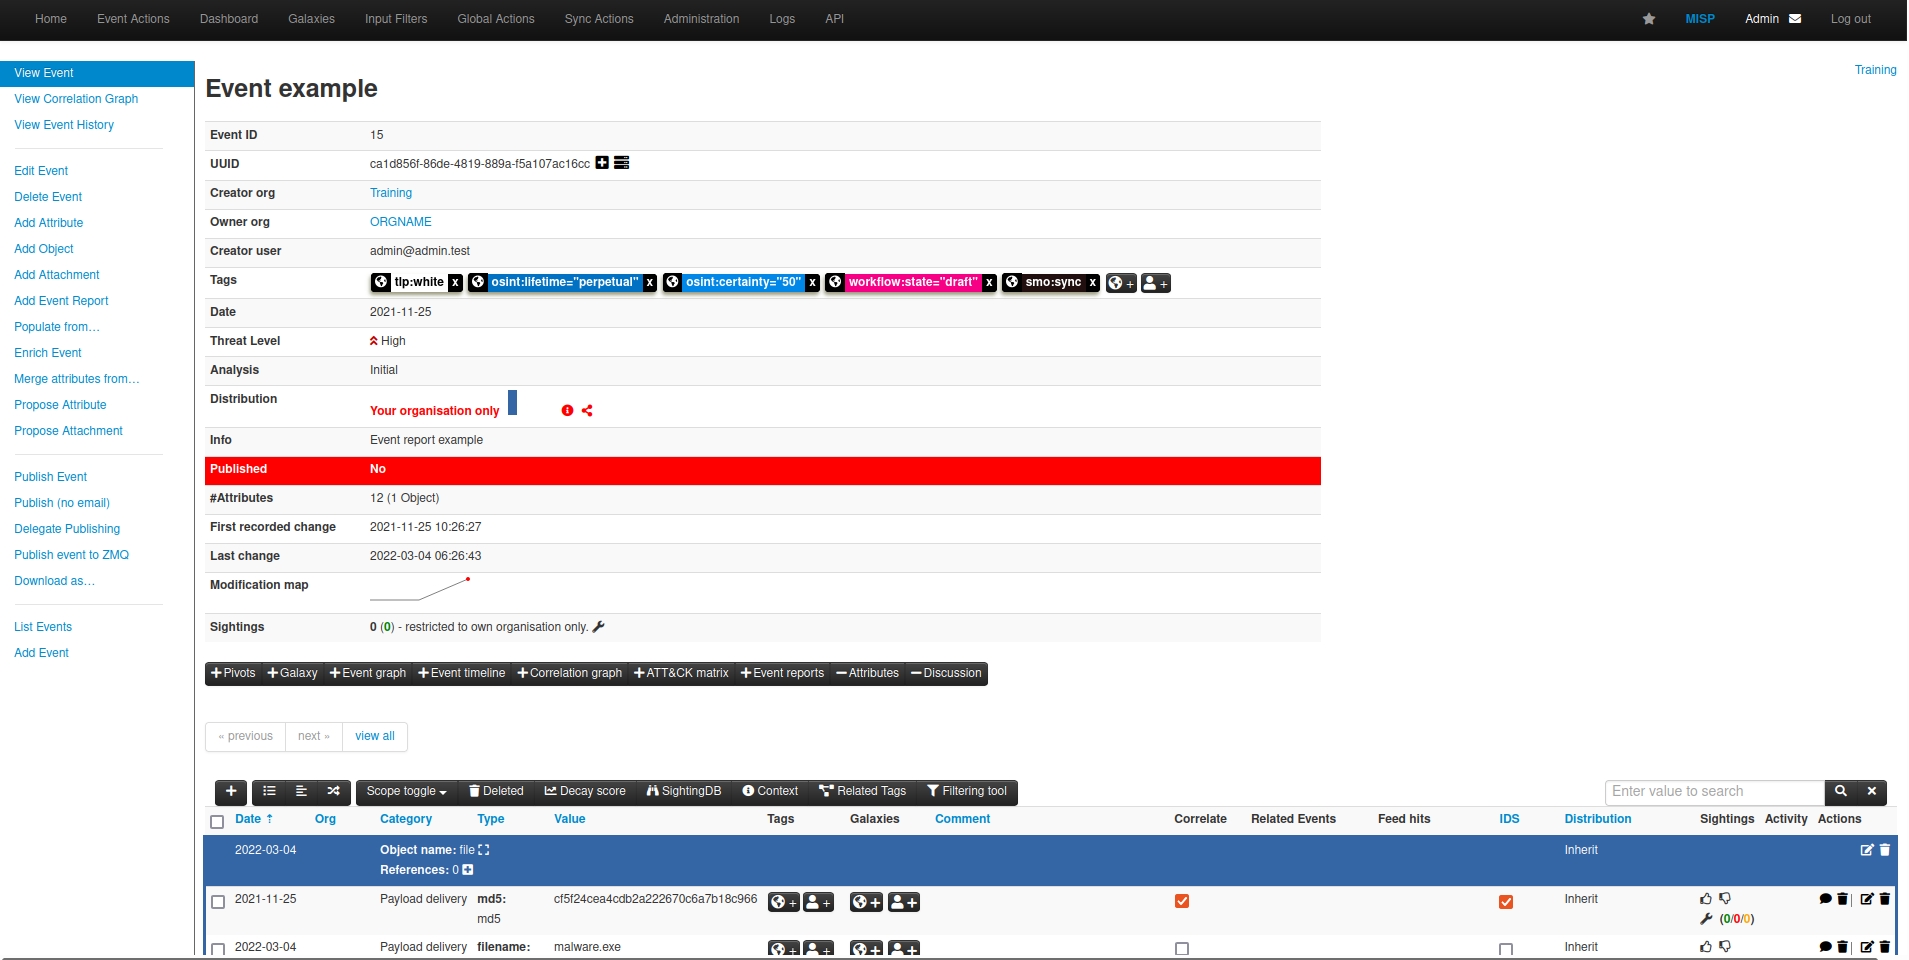 Home Event Actions Dashboard Galaxies Input Filters Global Actions Sync Actions Administration Logs API MISP Admin Log out
View Event
View Correlation Graph
View Event History
Edit Event
Delete Event
Add Attribute
Add Object
Add Attachment
Add Event Report
Populate from…
Enrich Event
Merge attributes from…
Propose Attribute
Propose Attachment
Publish Event
Publish (no email)
Delegate Publishing
Publish event to ZMQ
Download as…
List Events
Add Event
Training
Event example
Event ID 15
UUID ca1d856f-86de-4819-889a-f5a107ac16cc
Creator org Training
Owner org ORGNAME
Creator user admin@admin.test
Tags tlp:white x osint:lifetime="perpetual" x osint:certainty="50" x workflow:state="draft" x smo:sync x + +
Date 2021-11-25
Threat Level High
Analysis Initial
Distribution Your organisation only
Info Event report example
Published No
#Attributes 12 (1 Object)
First recorded change 2021-11-25 10:26:27
Last change 2022-03-04 06:26:43
Modification map
Sightings 0 (0) - restricted to own organisation only.
+Pivots +Galaxy +Event graph +Event timeline +Correlation graph +ATT&CK matrix +Event reports −Attributes −Discussion
« previous next » view all
+ Scope toggle Deleted Decay score SightingDB Context Related Tags Filtering tool Enter value to search
Date ↑ Org Category Type Value Tags Galaxies Comment Correlate Related Events Feed hits IDS Distribution Sightings Activity Actions
2022-03-04 Object name: file Inherit
References: 0
2021-11-25 Payload delivery md5: cf5f24cea4cdb2a222670c6a7b18c966 + + + + Inherit
md5 (0/0/0)
2022-03-04 Payload delivery filename: malware.exe + + + + Inherit